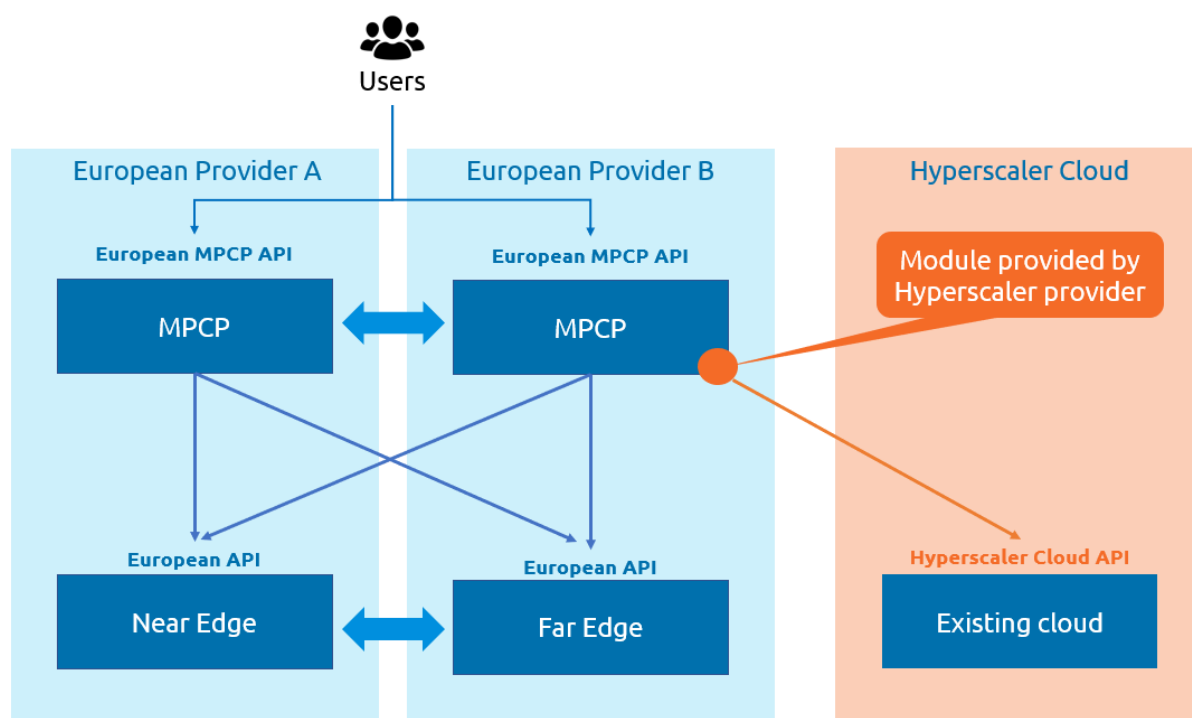 Users
European Provider A
European Provider B
Hyperscaler Cloud
European MPCP API
European MPCP API
Module provided by
Hyperscaler provider
MPCP
MPCP
European API
European API
Hyperscaler Cloud API
Near Edge
Far Edge
Existing cloud